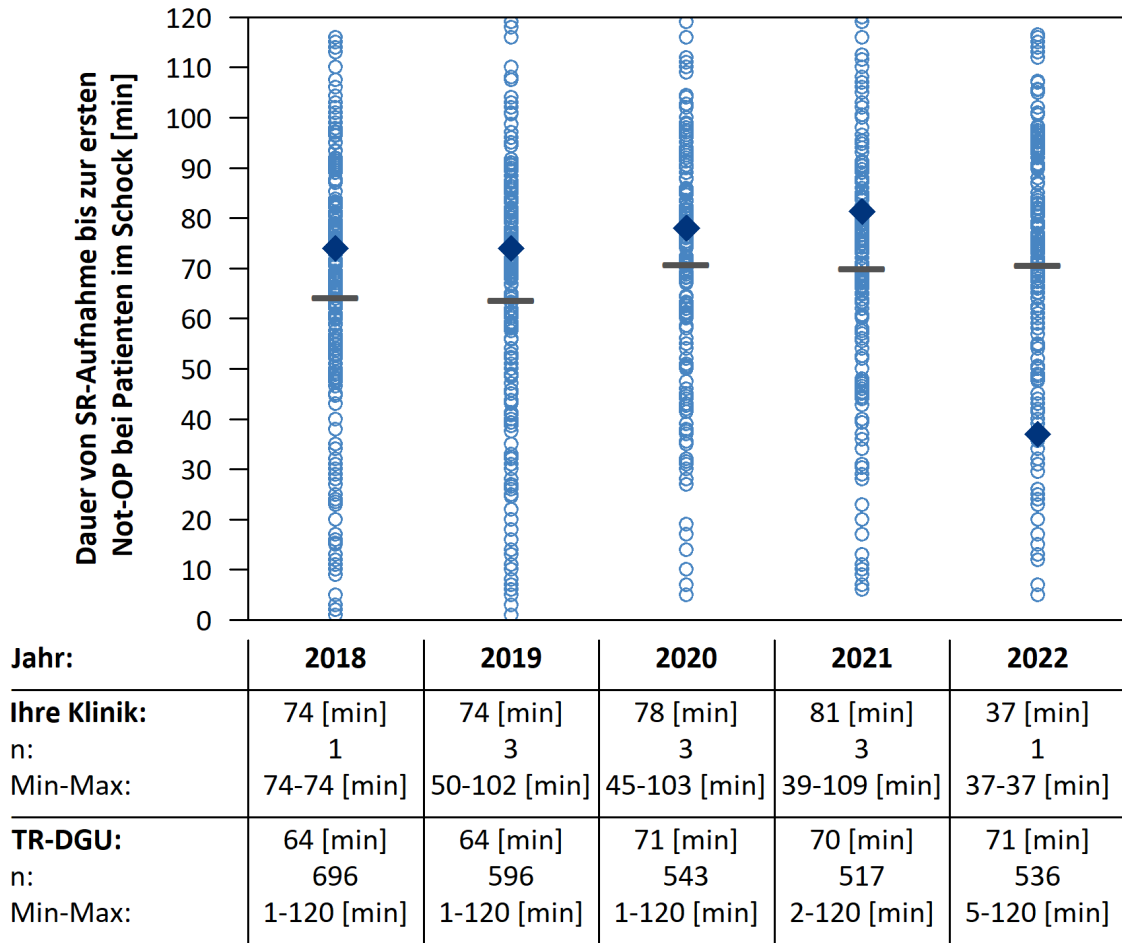 Dauer von SR-Aufnahme bis zur ersten
Not-OP bei Patienten im Schock [min]
120
110
100
90
80
70
60
50
40
30
20
10
0
Jahr: 2018 2019 2020 2021 2022
Ihre Klinik: 74 [min] 74 [min] 78 [min] 81 [min] 37 [min]
n: 1 3 3 3 1
Min-Max: 74-74 [min] 50-102 [min] 45-103 [min] 39-109 [min] 37-37 [min]
TR-DGU: 64 [min] 64 [min] 71 [min] 70 [min] 71 [min]
n: 696 596 543 517 536
Min-Max: 1-120 [min] 1-120 [min] 1-120 [min] 2-120 [min] 5-120 [min]